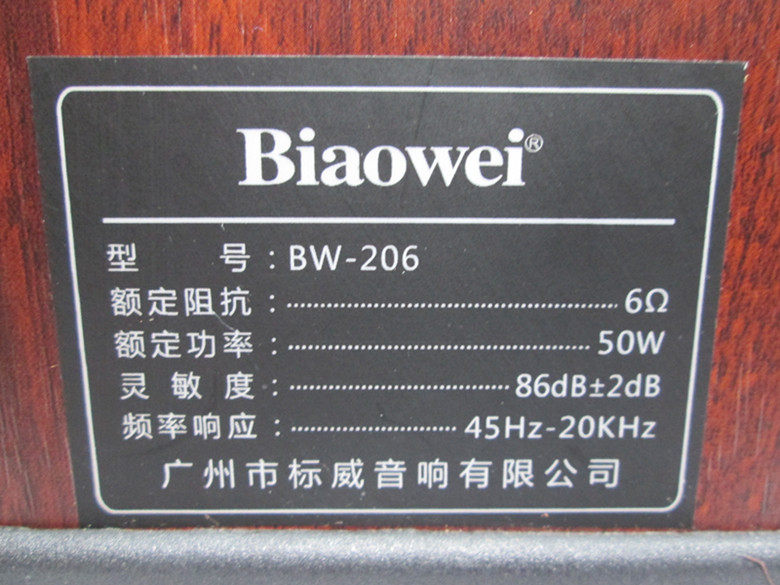 Biaowei®
型 号：BW-206
额定阻抗：............................................................6Ω
额定功率：......................................................50W
灵 敏 度：........................................86dB±2dB
频率响应：..............................45Hz-20KHz
广州市标威音响有限公司